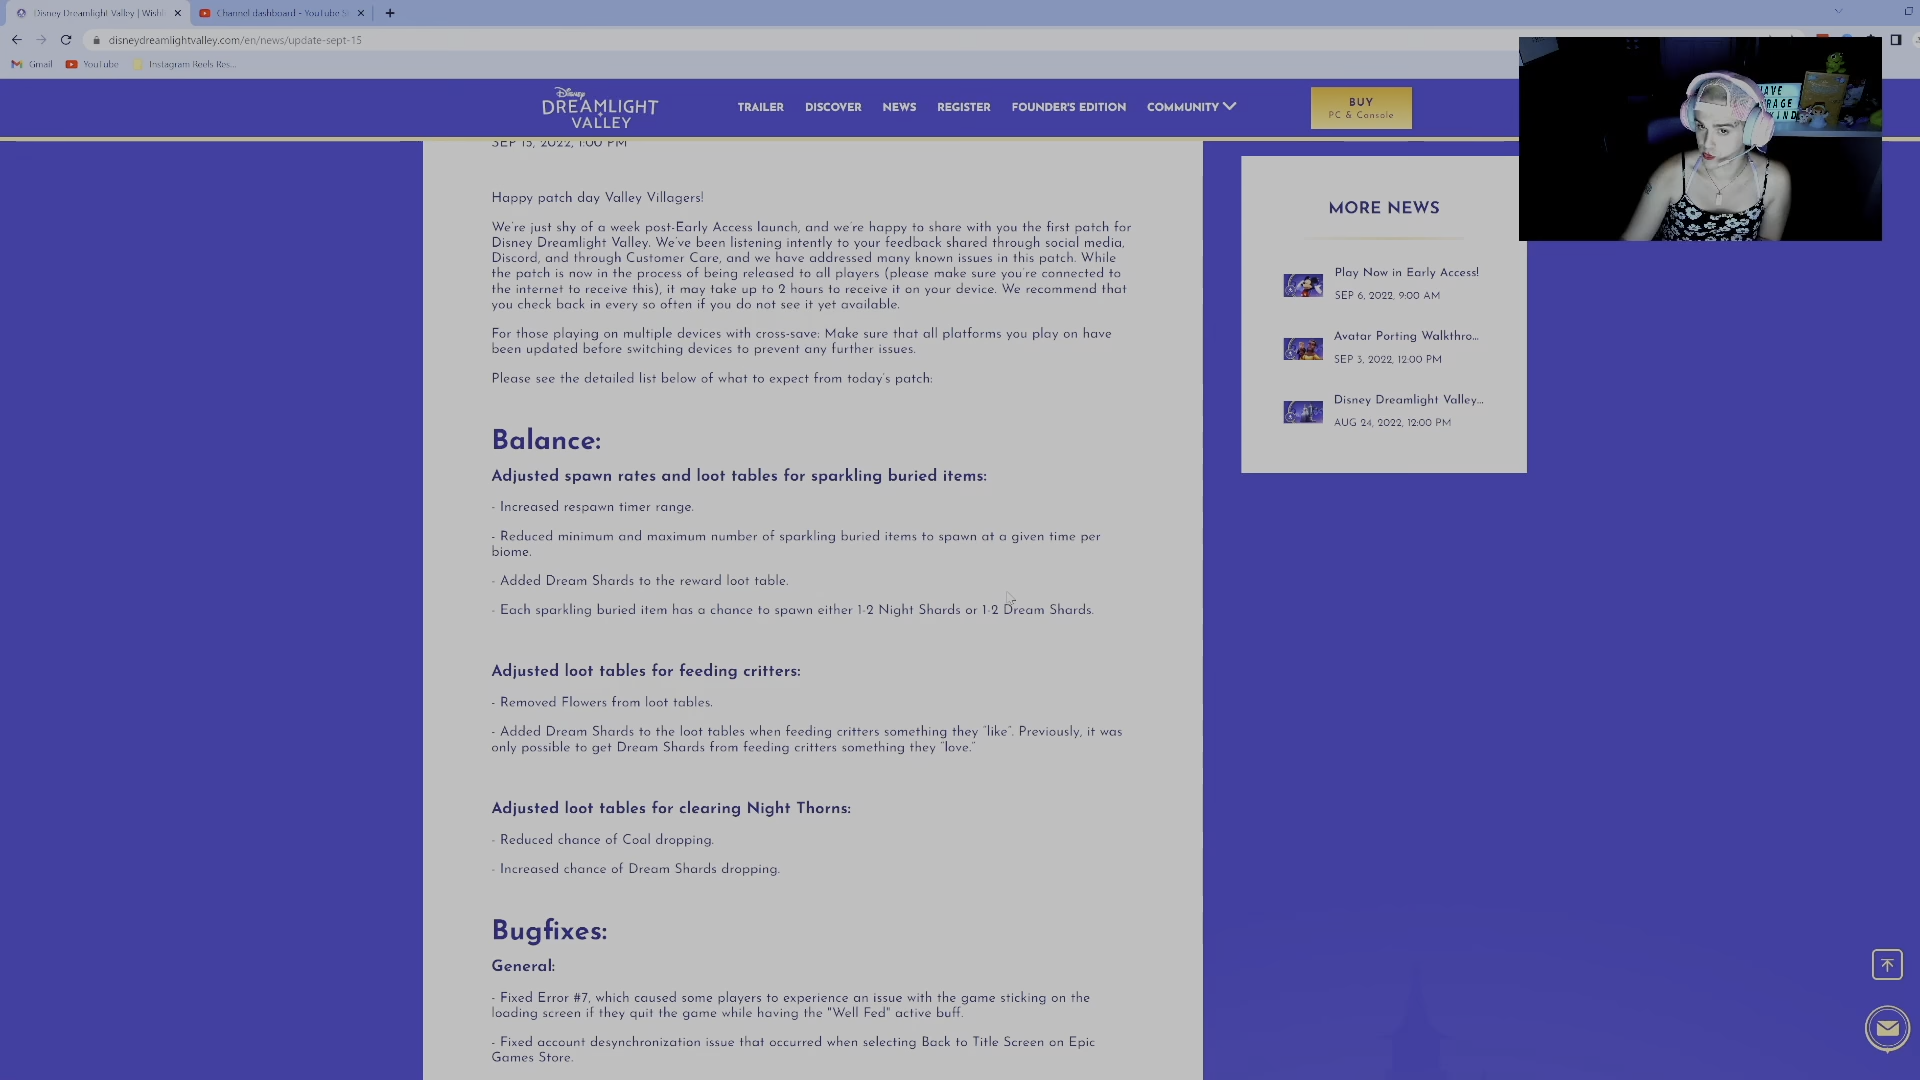 Disney Dreamlight Valley | Wishl
Channel dashboard - YouTube S
disneydreamlightvalley.com/en/news/update-sept-15
Gmail
YouTube
Instagram Reels Res...
Disney
DREAMLIGHT
VALLEY
TRAILER
DISCOVER
NEWS
REGISTER
FOUNDER'S EDITION
COMMUNITY
BUY
PC & Console
SEP 15, 2022, 1:00 PM
Happy patch day Valley Villagers!
We're just shy of a week post-Early Access launch, and we're happy to share with you the first patch for
Disney Dreamlight Valley. We've been listening intently to your feedback shared through social media,
Discord, and through Customer Care, and we have addressed many known issues in this patch. While
the patch is now in the process of being released to all players (please make sure you're connected to
the internet to receive this), it may take up to 2 hours to receive it on your device. We recommend that
you check back in every so often if you do not see it yet available.
For those playing on multiple devices with cross-save: Make sure that all platforms you play on have
been updated before switching devices to prevent any further issues.
Please see the detailed list below of what to expect from today's patch:
Balance:
Adjusted spawn rates and loot tables for sparkling buried items:
- Increased respawn timer range.
- Reduced minimum and maximum number of sparkling buried items to spawn at a given time per
biome.
- Added Dream Shards to the reward loot table.
- Each sparkling buried item has a chance to spawn either 1-2 Night Shards or 1-2 Dream Shards.
Adjusted loot tables for feeding critters:
- Removed Flowers from loot tables.
- Added Dream Shards to the loot tables when feeding critters something they "like". Previously, it was
only possible to get Dream Shards from feeding critters something they "love."
Adjusted loot tables for clearing Night Thorns:
- Reduced chance of Coal dropping.
- Increased chance of Dream Shards dropping.
Bugfixes:
General:
- Fixed Error #7, which caused some players to experience an issue with the game sticking on the
loading screen if they quit the game while having the "Well Fed" active buff.
- Fixed account desynchronization issue that occurred when selecting Back to Title Screen on Epic
Games Store.
MORE NEWS
Play Now in Early Access!
SEP 6, 2022, 9:00 AM
Avatar Porting Walkthro...
SEP 3, 2022, 12:00 PM
Disney Dreamlight Valley...
AUG 24, 2022, 12:00 PM